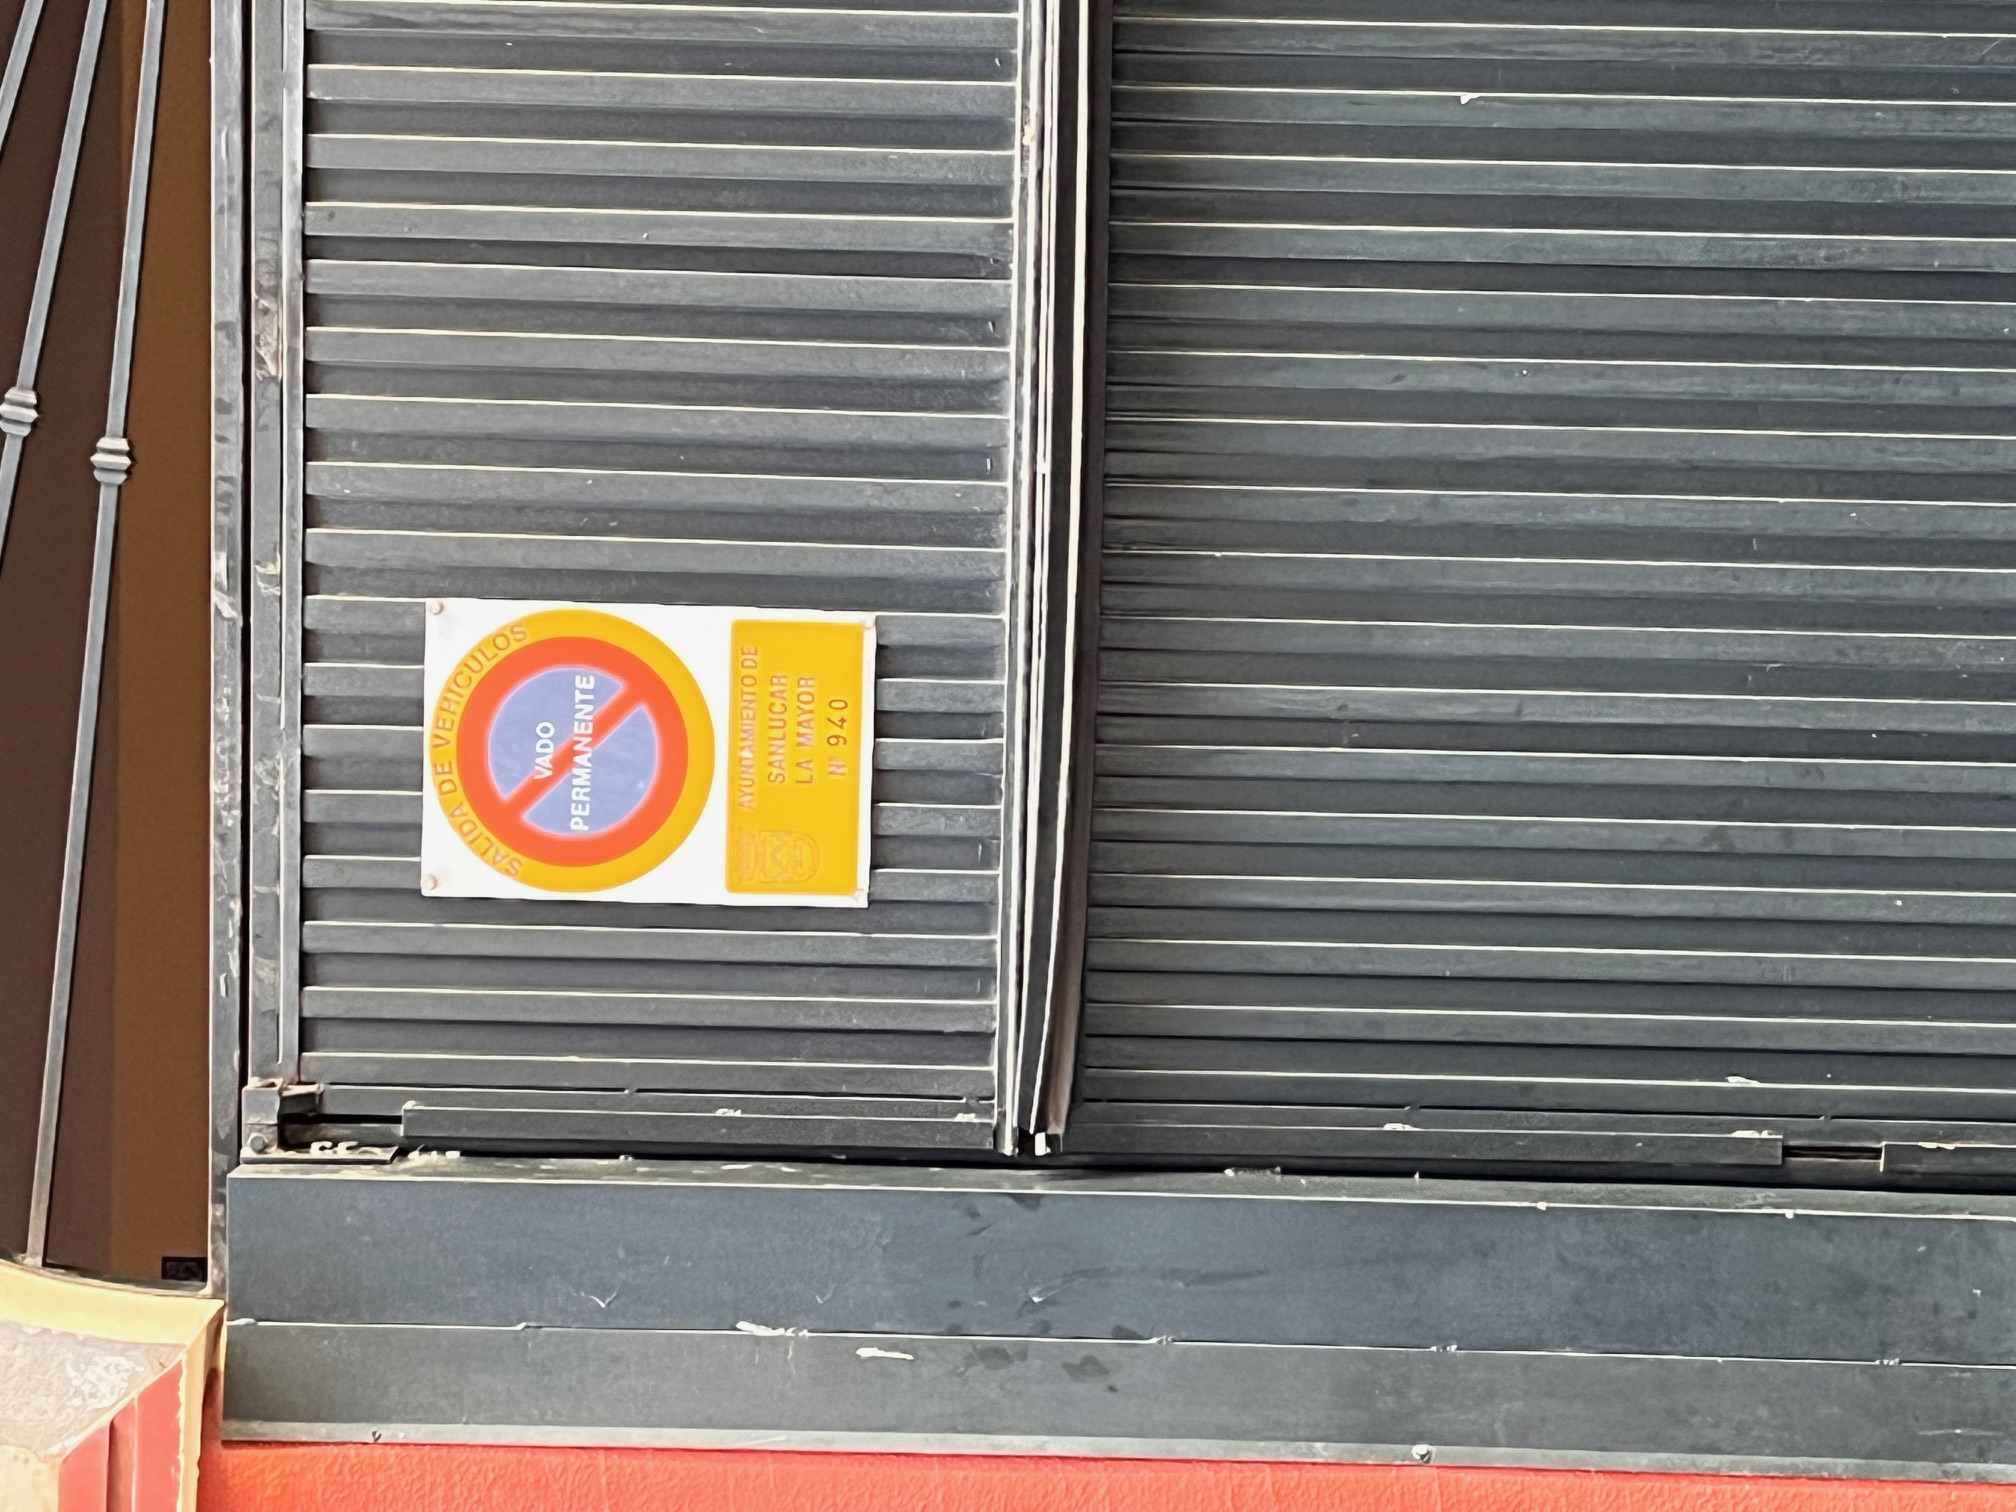 SALIDA DE VEHICULOS
VADO
PERMANENTE
AYUNTAMIENTO DE
SANLUCAR
LA MAYOR
Nº 940